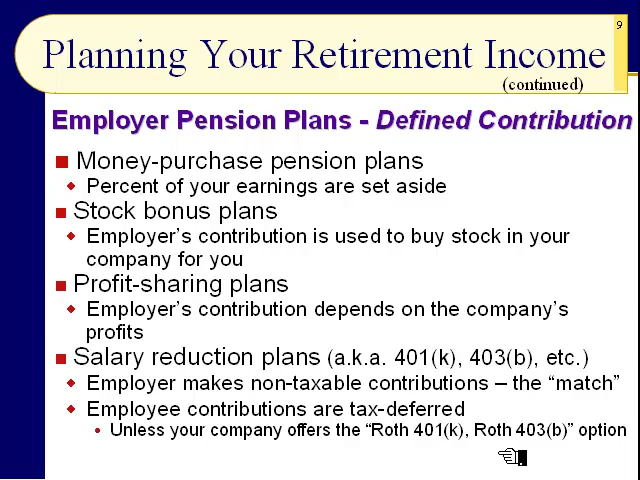 9
Planning Your Retirement Income
(continued)
Employer Pension Plans - Defined Contribution
Money-purchase pension plans
Percent of your earnings are set aside
Stock bonus plans
Employer's contribution is used to buy stock in your
company for you
Profit-sharing plans
Employer's contribution depends on the company's
profits
Salary reduction plans (a.k.a. 401(k), 403(b), etc.)
Employer makes non-taxable contributions – the “match”
Employee contributions are tax-deferred
Unless your company offers the “Roth 401(k), Roth 403(b)” option